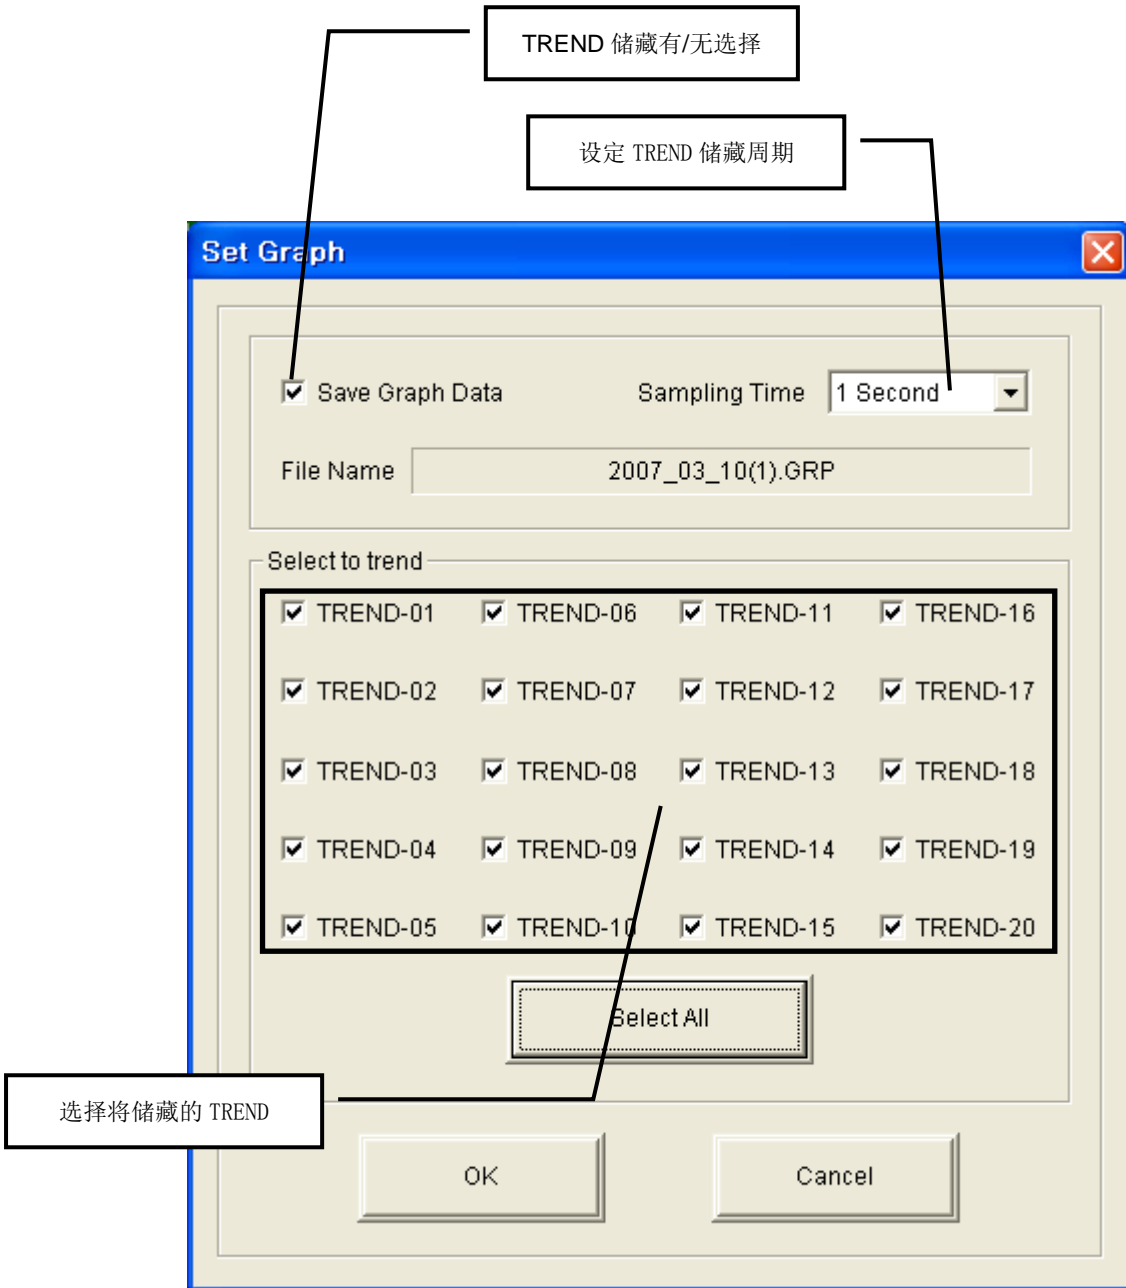 TREND 储藏有/无选择
设定 TREND 储藏周期
Set Graph
Save Graph Data
Sampling Time
1 Second
File Name
2007_03_10(1).GRP
Select to trend
TREND-01 TREND-06 TREND-11 TREND-16
TREND-02 TREND-07 TREND-12 TREND-17
TREND-03 TREND-08 TREND-13 TREND-18
TREND-04 TREND-09 TREND-14 TREND-19
TREND-05 TREND-10 TREND-15 TREND-20
Select All
选择将储藏的 TREND
OK
Cancel